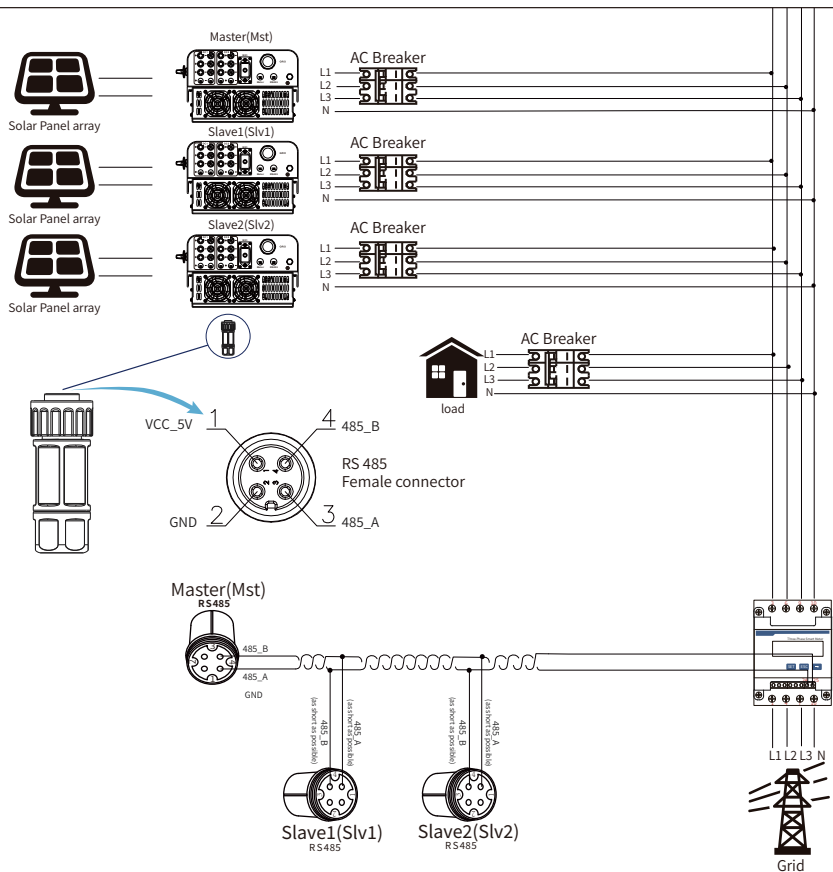 Master(Mst)
AC Breaker
L1
L2
L3
N
Solar Panel array
Slave1(Slv1)
AC Breaker
L1
L2
L3
N
Solar Panel array
Slave2(Slv2)
AC Breaker
L1
L2
L3
N
Solar Panel array
AC Breaker
L1
L2
L3
N
load
VCC_5V
1
4
485_B
RS 485
Female connector
GND
2
3
485_A
1
4
2
3
Master(Mst)
RS485
485_B
485_A
GND
485_B
(as short as possible)
485_A
(as short as possible)
485_B
(as short as possible)
485_A
(as short as possible)
Slave1(Slv1)
RS485
Slave2(Slv2)
RS485
L1 L2 L3 N
Grid